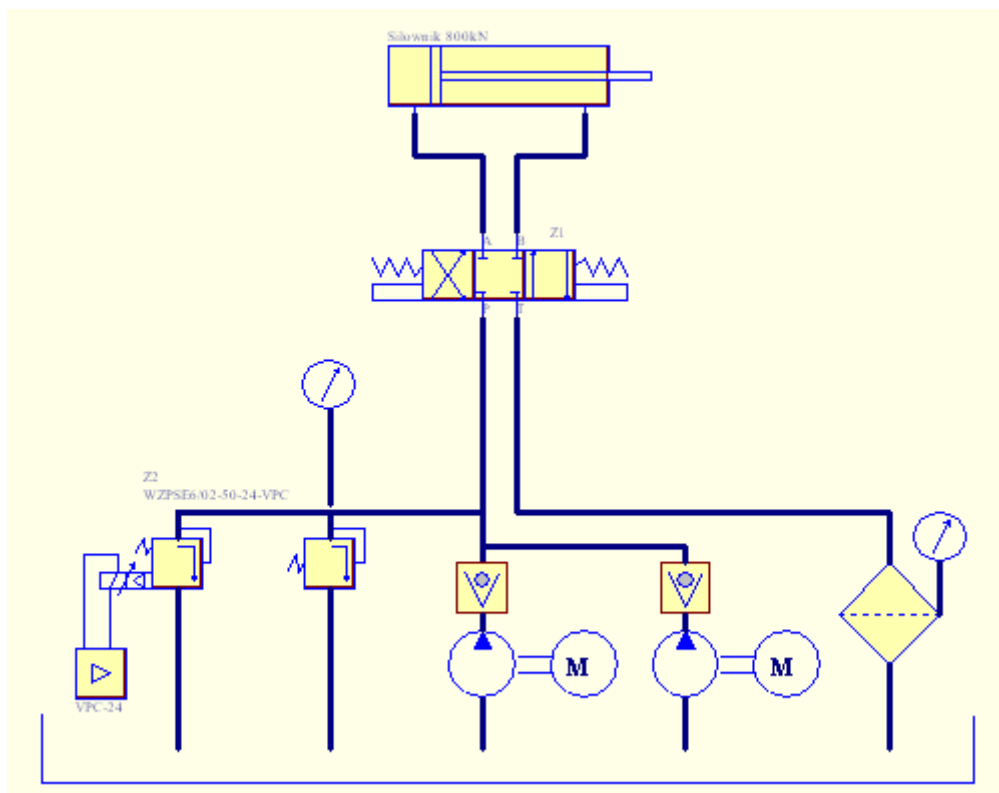 Siłownik 800kN
Z1
A B
P T
Z2
WZPSE6/02-50-24-VPC
M M
VPC-24